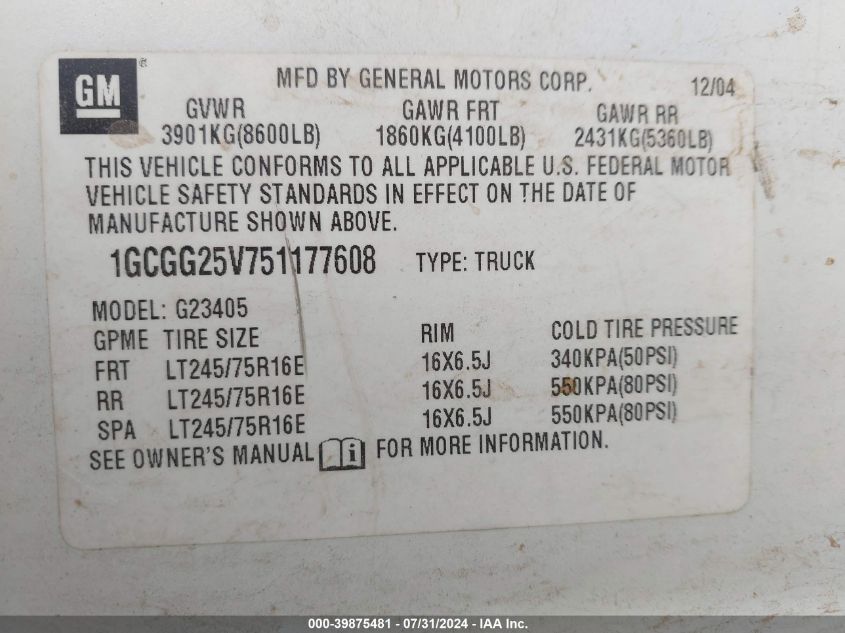 GM ®
MFD BY GENERAL MOTORS CORP. 12/04
GVWR GAWR FRT GAWR RR
3901KG(8600LB) 1860KG(4100LB) 2431KG(5360LB)
THIS VEHICLE CONFORMS TO ALL APPLICABLE U.S. FEDERAL MOTOR
VEHICLE SAFETY STANDARDS IN EFFECT ON THE DATE OF
MANUFACTURE SHOWN ABOVE.
1GCGG25V751177608 TYPE: TRUCK
MODEL: G23405
GPME TIRE SIZE RIM COLD TIRE PRESSURE
FRT LT245/75R16E 16X6.5J 340KPA(50PSI)
RR LT245/75R16E 16X6.5J 550KPA(80PSI)
SPA LT245/75R16E 16X6.5J 550KPA(80PSI)
SEE OWNER'S MANUAL i FOR MORE INFORMATION.
000-39875481 - 07/31/2024 - IAA Inc.